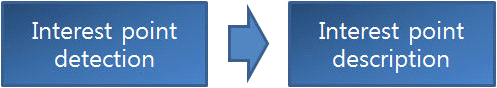 Interest point
detection
Interest point
description